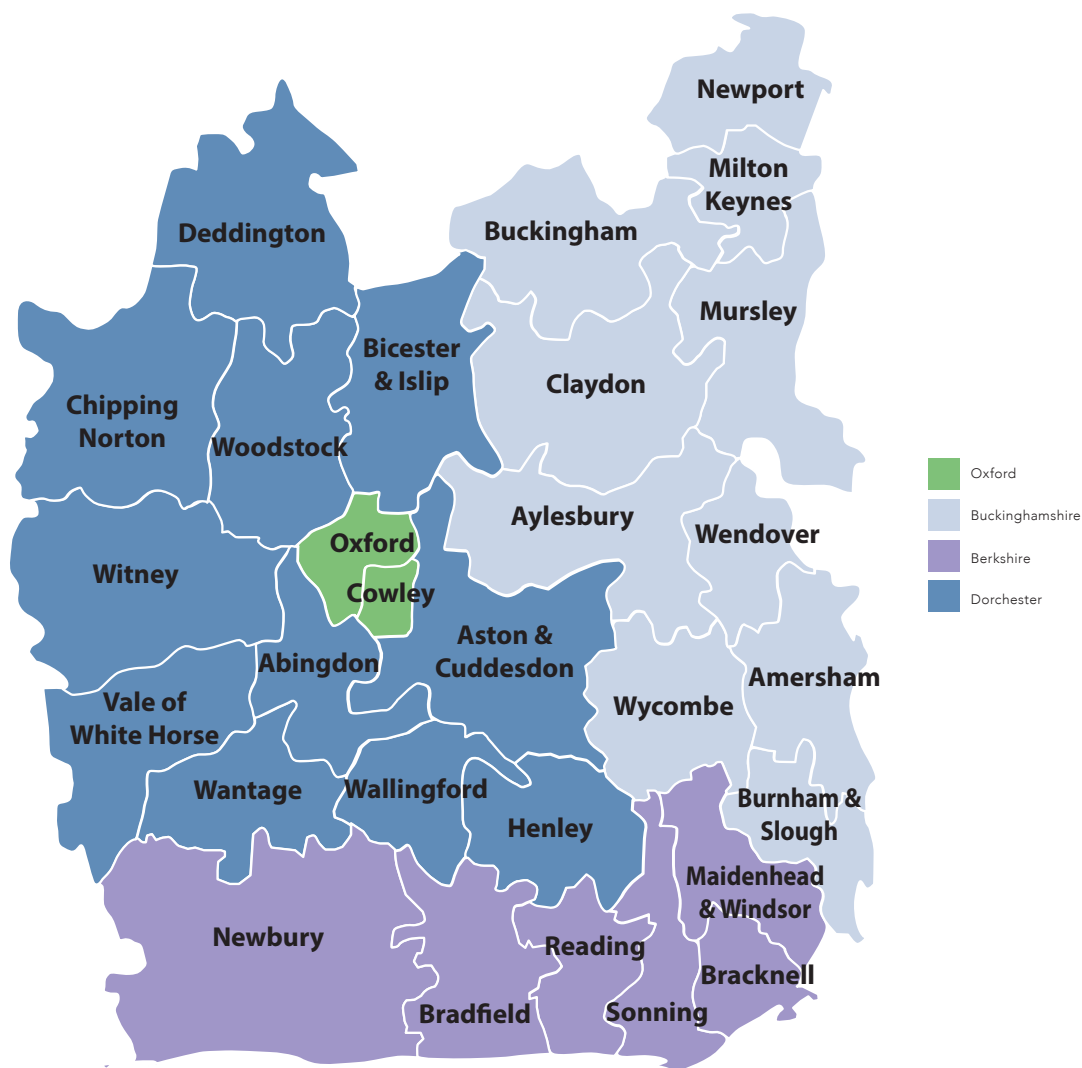 Newport
Milton
Keynes
Buckingham
Deddington
Mursley
Bicester
& Islip
Claydon
Chipping
Norton
Woodstock
Aylesbury
Wendover
Oxford
Witney
Cowley
Aston &
Cuddesdon
Abingdon
Amersham
Wycombe
Vale of
White Horse
Wantage
Wallingford
Burnham &
Slough
Henley
Maidenhead
& Windsor
Newbury
Reading
Bracknell
Bradfield
Sonning
Oxford
Buckinghamshire
Berkshire
Dorchester